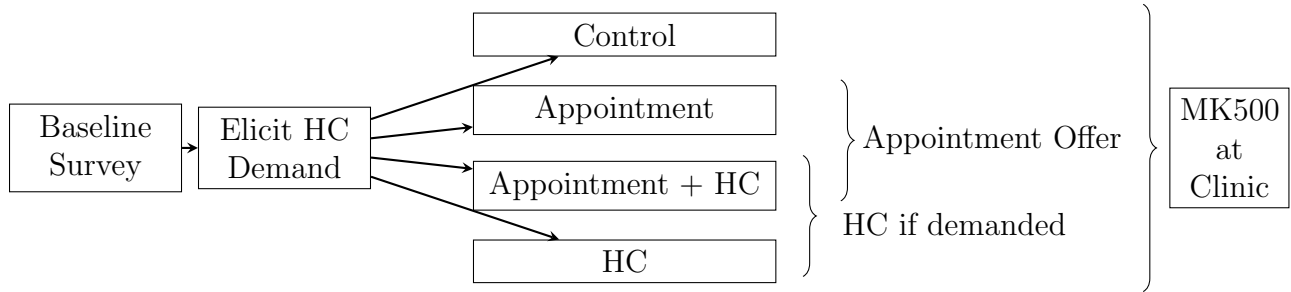 Baseline
Survey
Elicit HC
Demand
Control
Appointment
Appointment + HC
HC
Appointment Offer
HC if demanded
MK500
at
Clinic